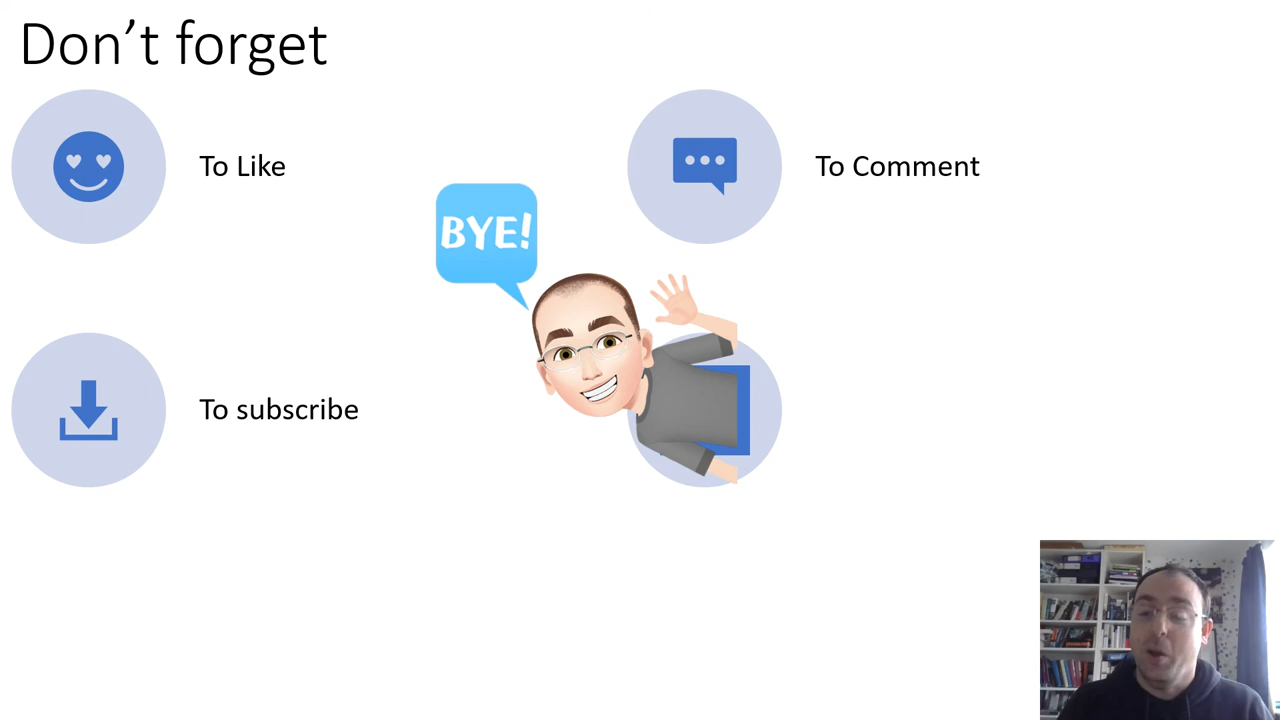 Don’t forget
To Like
To Comment
BYE!
To subscribe